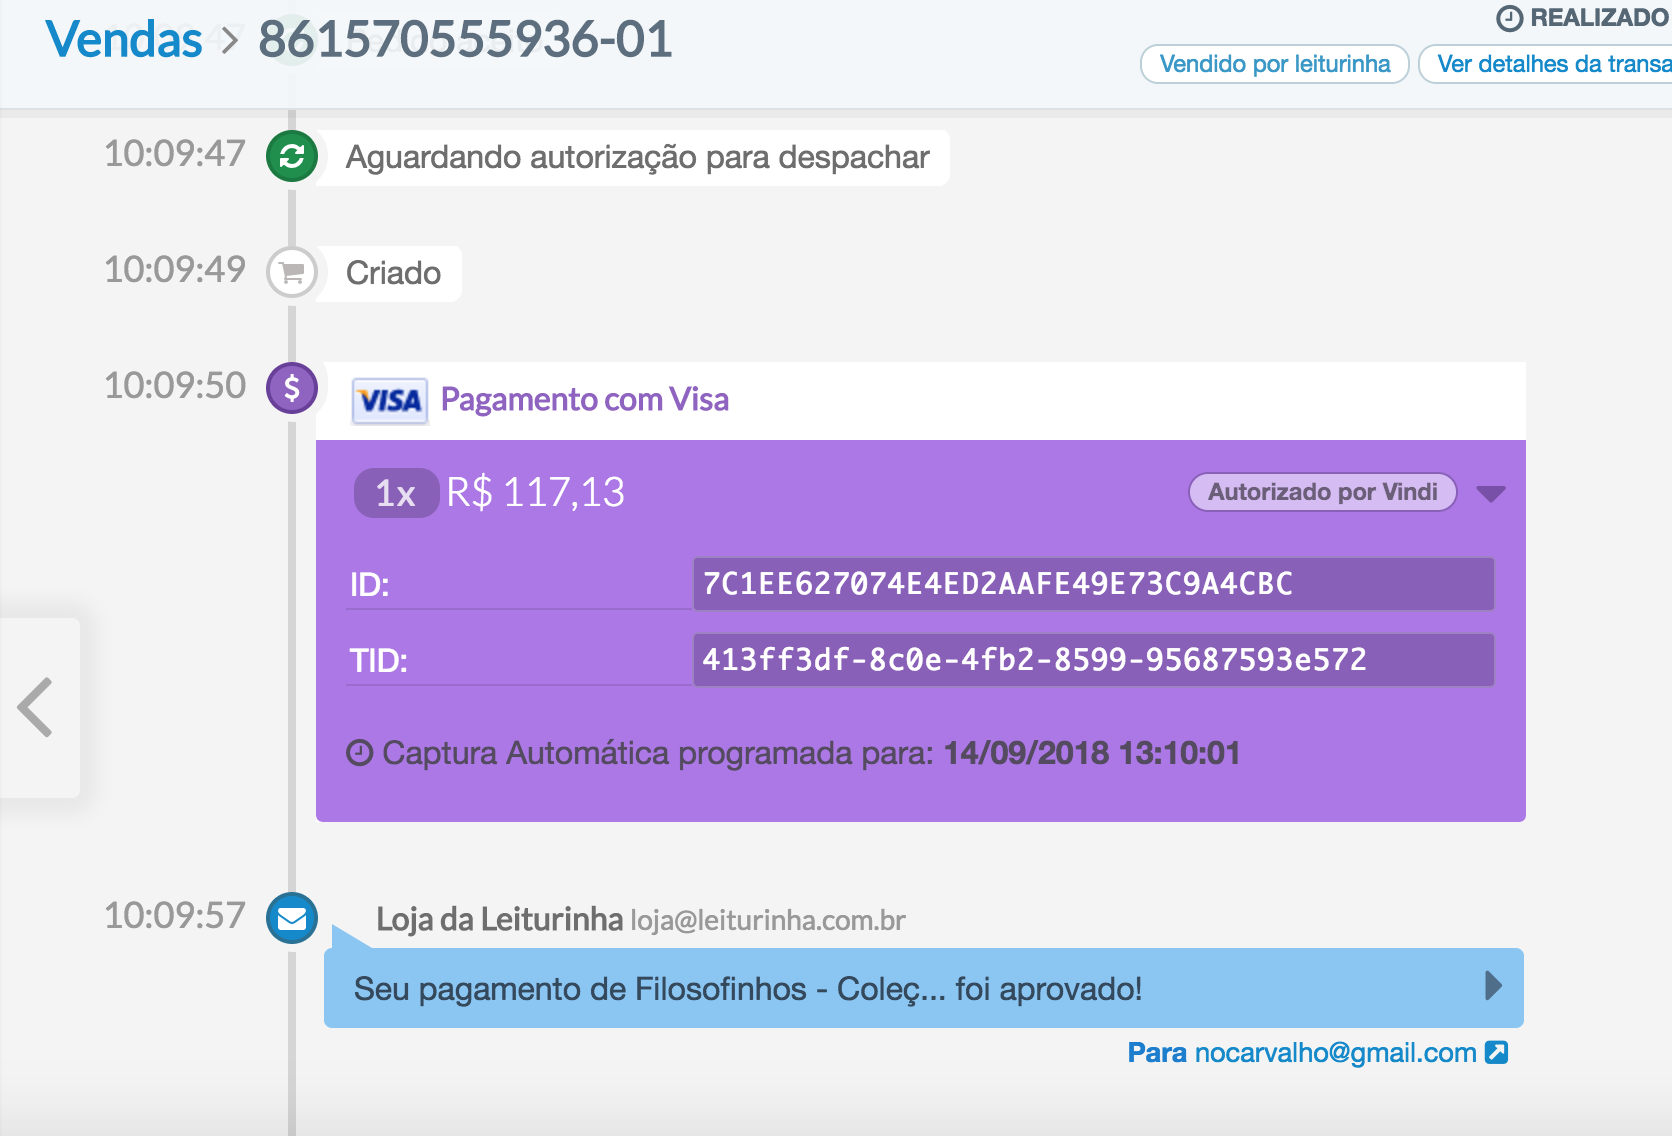 Vendas > 861570555936-01
REALIZADO
Vendido por leiturinha
Ver detalhes da transa
10:09:47
Aguardando autorização para despachar
10:09:49
Criado
10:09:50
VISA Pagamento com Visa
1x R$ 117,13
Autorizado por Vindi
ID: 7C1EE627074E4ED2AAFE49E73C9A4CBC
TID: 413ff3df-8c0e-4fb2-8599-95687593e572
Captura Automática programada para: 14/09/2018 13:10:01
10:09:57
Loja da Leiturinha loja@leiturinha.com.br
Seu pagamento de Filosofinhos - Coleç... foi aprovado!
Para nocarvalho@gmail.com